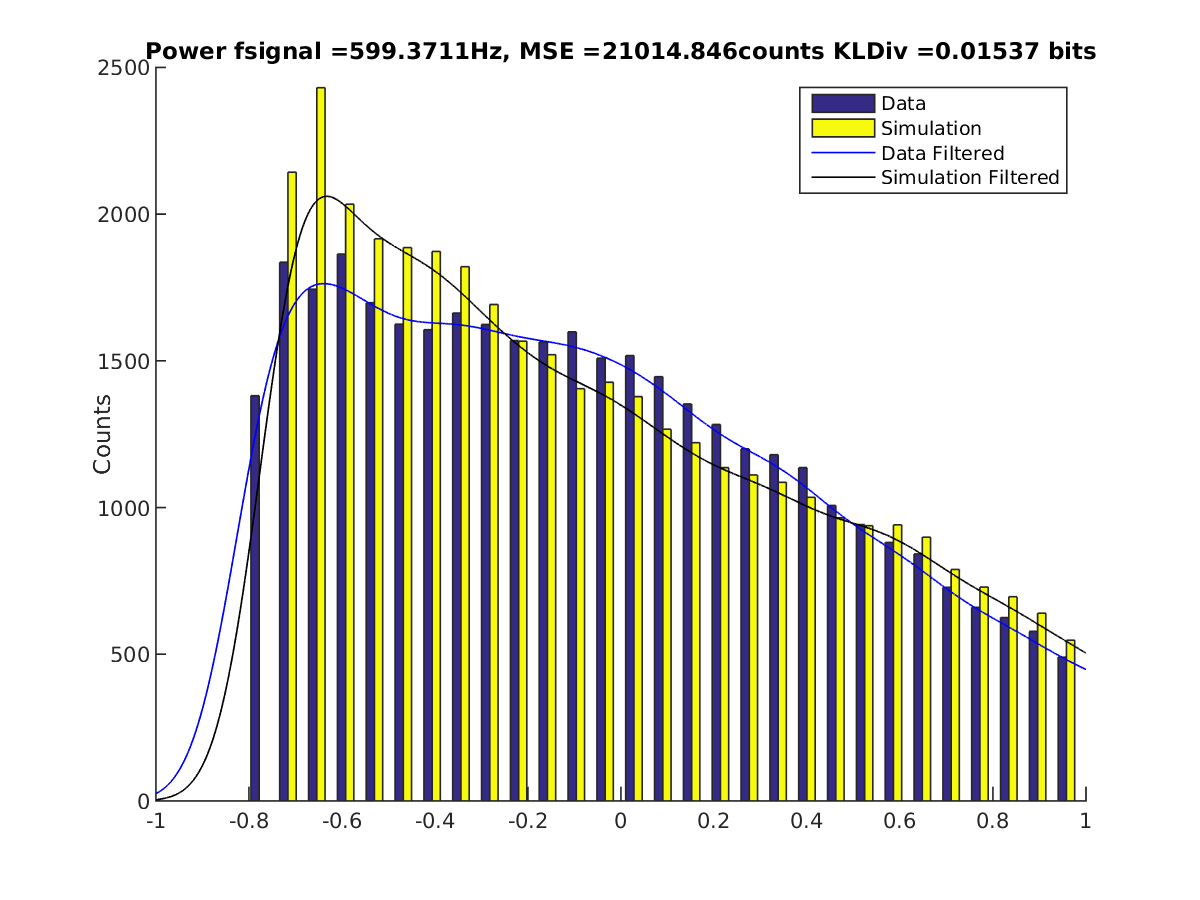 Power fsignal =599.3711Hz, MSE =21014.846counts KLDiv =0.01537 bits
2500
2000
1500
1000
500
0
Counts
Data
Simulation
Data Filtered
Simulation Filtered
-1 -0.8 -0.6 -0.4 -0.2 0 0.2 0.4 0.6 0.8 1